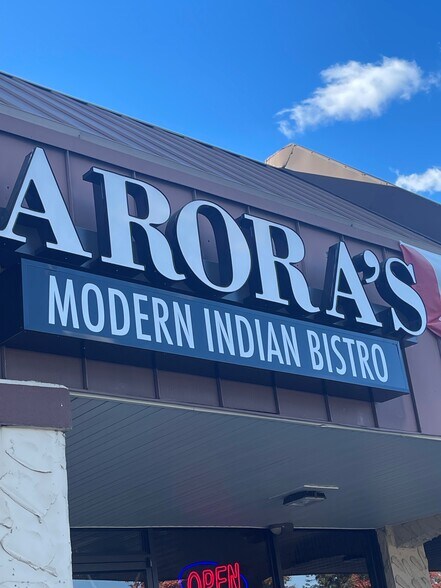 ARORA'S
MODERN INDIAN BISTRO
OPEN